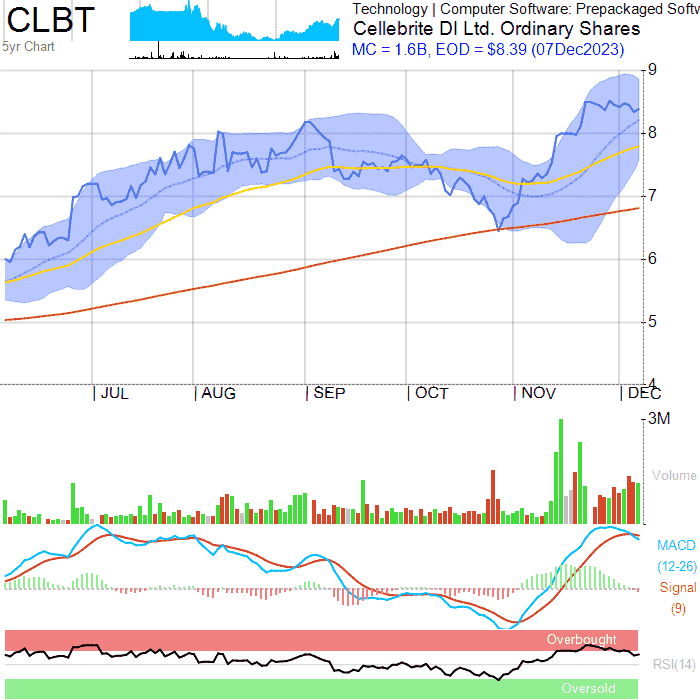 CLBT
5yr Chart
Technology | Computer Software: Prepackaged Softw
Cellebrite DI Ltd. Ordinary Shares
MC = 1.6B, EOD = $8.39 (07Dec2023)
9
8
7
6
5
4
JUL AUG SEP OCT NOV DEC
3M
Volume
MACD
(12-26)
Signal
(9)
Overbought
RSI(14)
Oversold